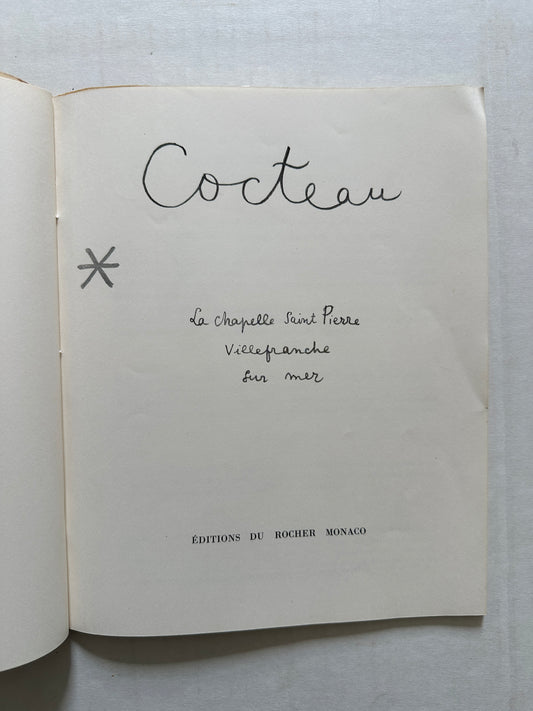 Cocteau
La Chapelle Saint Pierre
Villefranche
sur mer
ÉDITIONS DU ROCHER MONACO